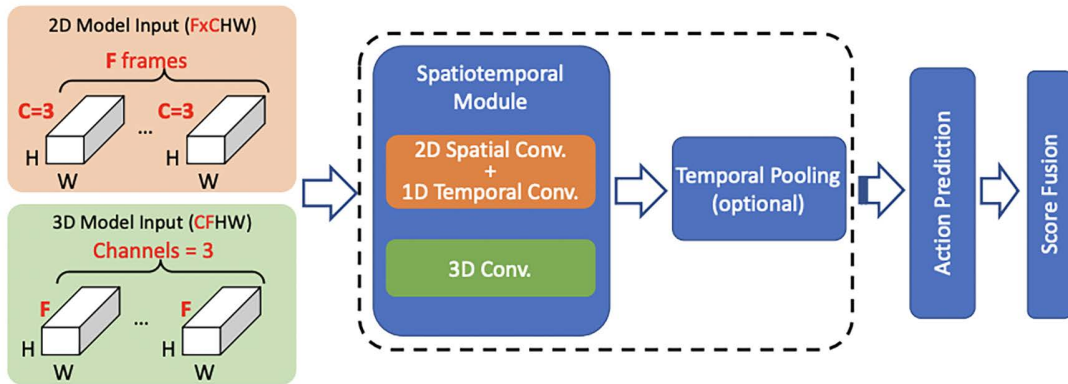 2D Model Input (FxCHW)
F frames
C=3 C=3
...
H
W W
3D Model Input (CFHW)
Channels = 3
F F
...
H
W W
Spatiotemporal
Module
2D Spatial Conv.
+
1D Temporal Conv.
3D Conv.
Temporal Pooling
(optional)
Action Prediction
Score Fusion